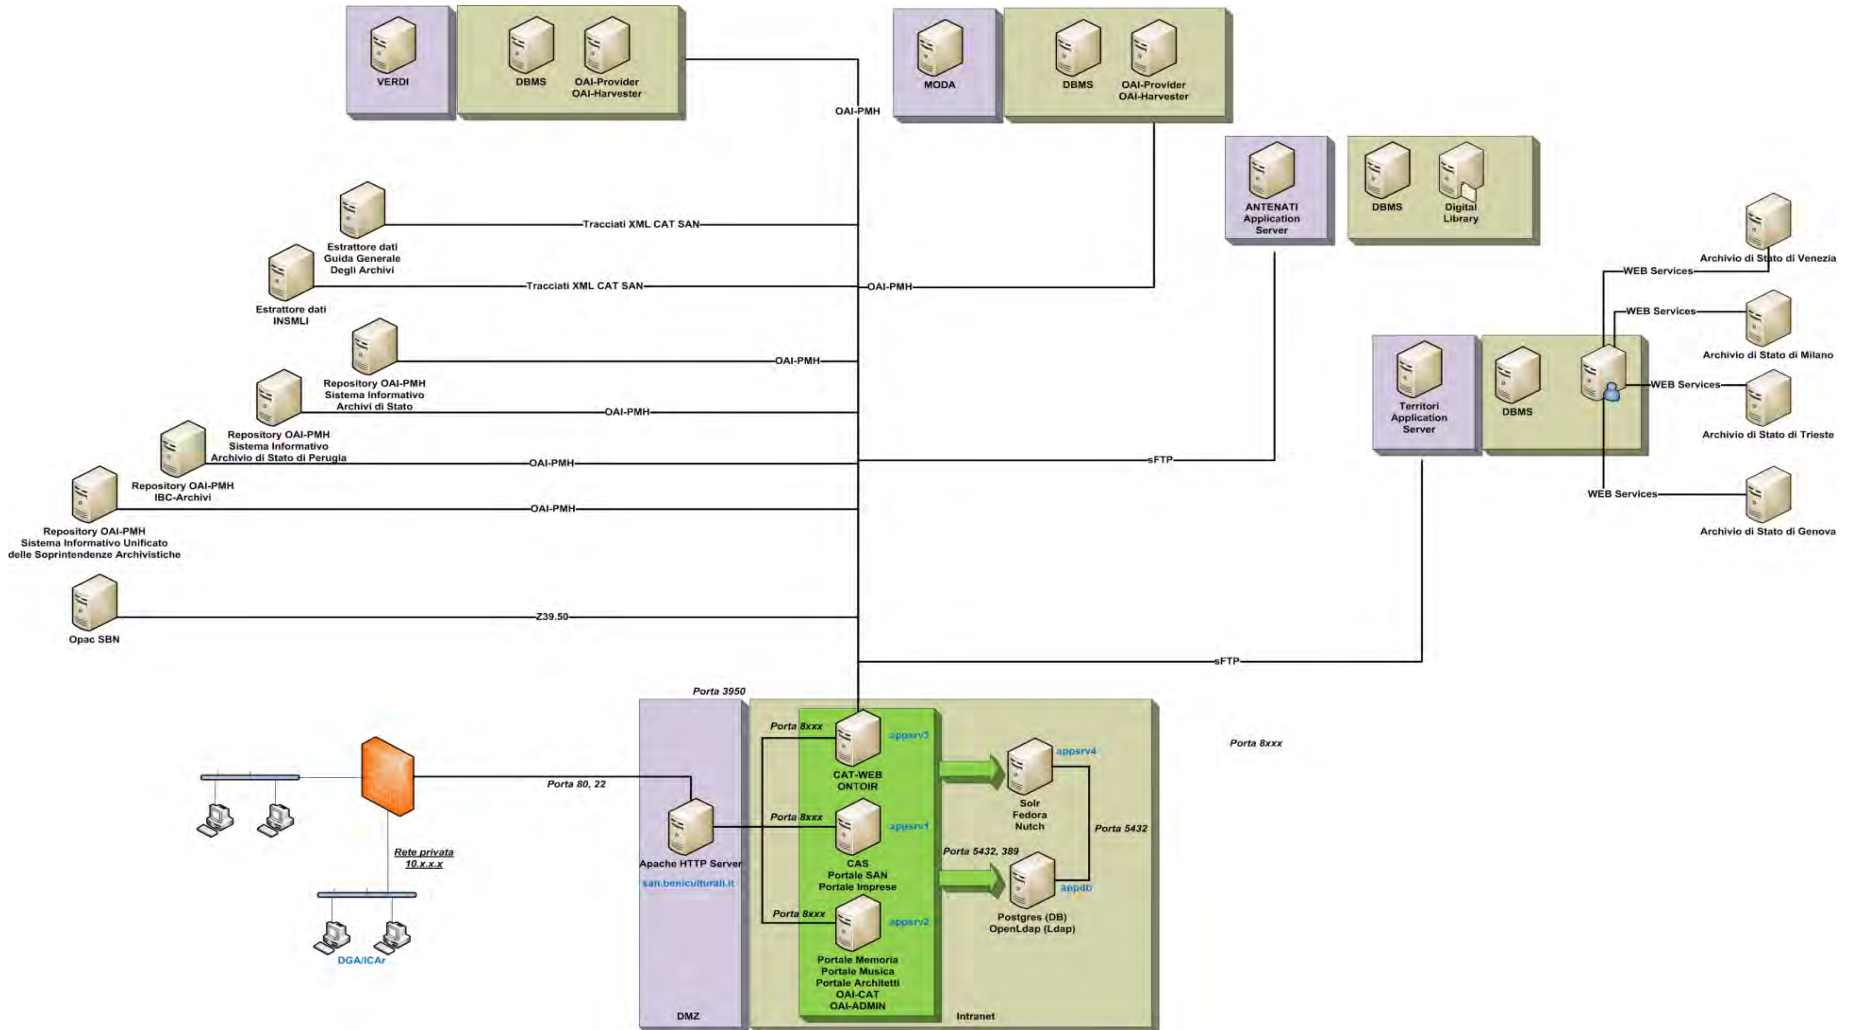 VERDI
DBMS
OAI-Provider
OAI-Harvester
OAI-PMH
MODA
DBMS
OAI-Provider
OAI-Harvester
ANTENATI
Application
Server
DBMS
Digital
Library
Estrattore dati
Guida Generale
Degli Archivi
Tracciati XML CAT SAN
Estrattore dati
INSMLI
Tracciati XML CAT SAN
OAI-PMH
Archivio di Stato di Venezia
WEB Services
WEB Services
Archivio di Stato di Milano
WEB Services
Archivio di Stato di Trieste
WEB Services
Archivio di Stato di Genova
Territori
Application
Server
DBMS
Repository OAI-PMH
Sistema Informativo
Archivi di Stato
OAI-PMH
Repository OAI-PMH
Sistema Informativo
Archivio di Stato di Perugia
OAI-PMH
Repository OAI-PMH
IBC-Archivi
OAI-PMH
sFTP
Repository OAI-PMH
Sistema Informativo Unificato
delle Soprintendenze Archivistiche
OAI-PMH
Opac SBN
Z39.50
sFTP
Porta 3950
Porta 8xxx
Porta 80, 22
Rete privata
10.x.x.x
DGA/ICAr
Apache HTTP Server
san.beniculturali.it
DMZ
Porta 8xxx
appsrv3
CAT-WEB
ONTOIR
Porta 8xxx
appsrv1
CAS
Portale SAN
Portale Imprese
Porta 8xxx
appsrv2
Portale Memoria
Portale Musica
Portale Architetti
OAI-CAT
OAI-ADMIN
appsrv4
Solr
Fedora
Nutch
Porta 5432
Porta 5432, 389
Postgres (DB)
OpenLdap (Ldap)
Intranet